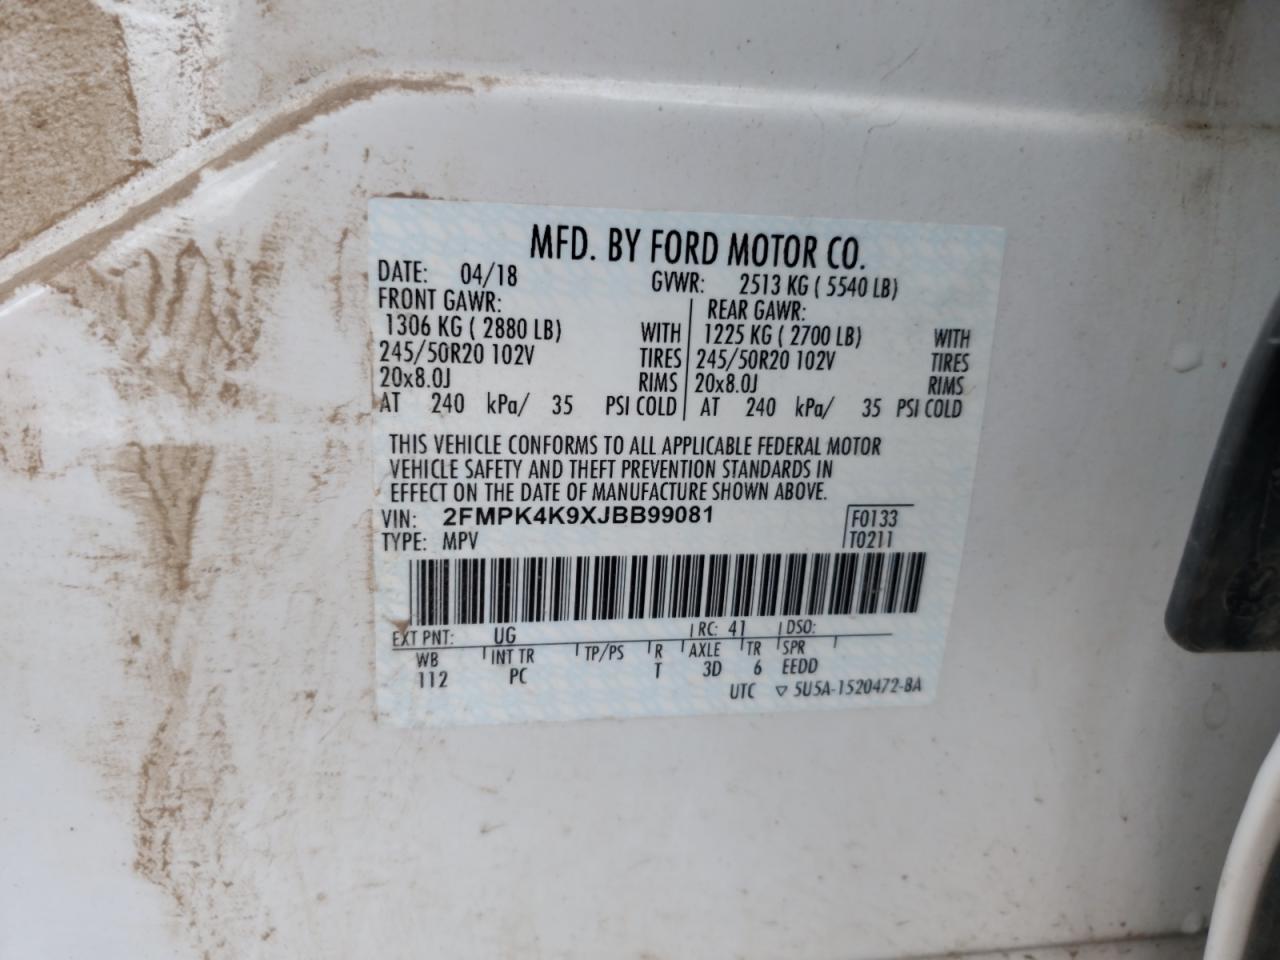 MFD. BY FORD MOTOR CO.
DATE: 04/18 GVWR: 2513 KG ( 5540 LB)
FRONT GAWR: REAR GAWR:
1306 KG ( 2880 LB) WITH 1225 KG ( 2700 LB) WITH
245/50R20 102V TIRES 245/50R20 102V TIRES
20x8.0J RIMS 20x8.0J RIMS
AT 240 kPa/ 35 PSI COLD AT 240 kPa/ 35 PSI COLD
THIS VEHICLE CONFORMS TO ALL APPLICABLE FEDERAL MOTOR
VEHICLE SAFETY AND THEFT PREVENTION STANDARDS IN
EFFECT ON THE DATE OF MANUFACTURE SHOWN ABOVE.
VIN: 2FMPK4K9XJBB99081 F0133
TYPE: MPV T0211
EXT PNT: UG RC: 41 DSO:
WB INT TR TP/PS R AXLE TR SPR
112 PC T 3D 6 EEDD
UTC ▽ 5U5A-1520472-BA